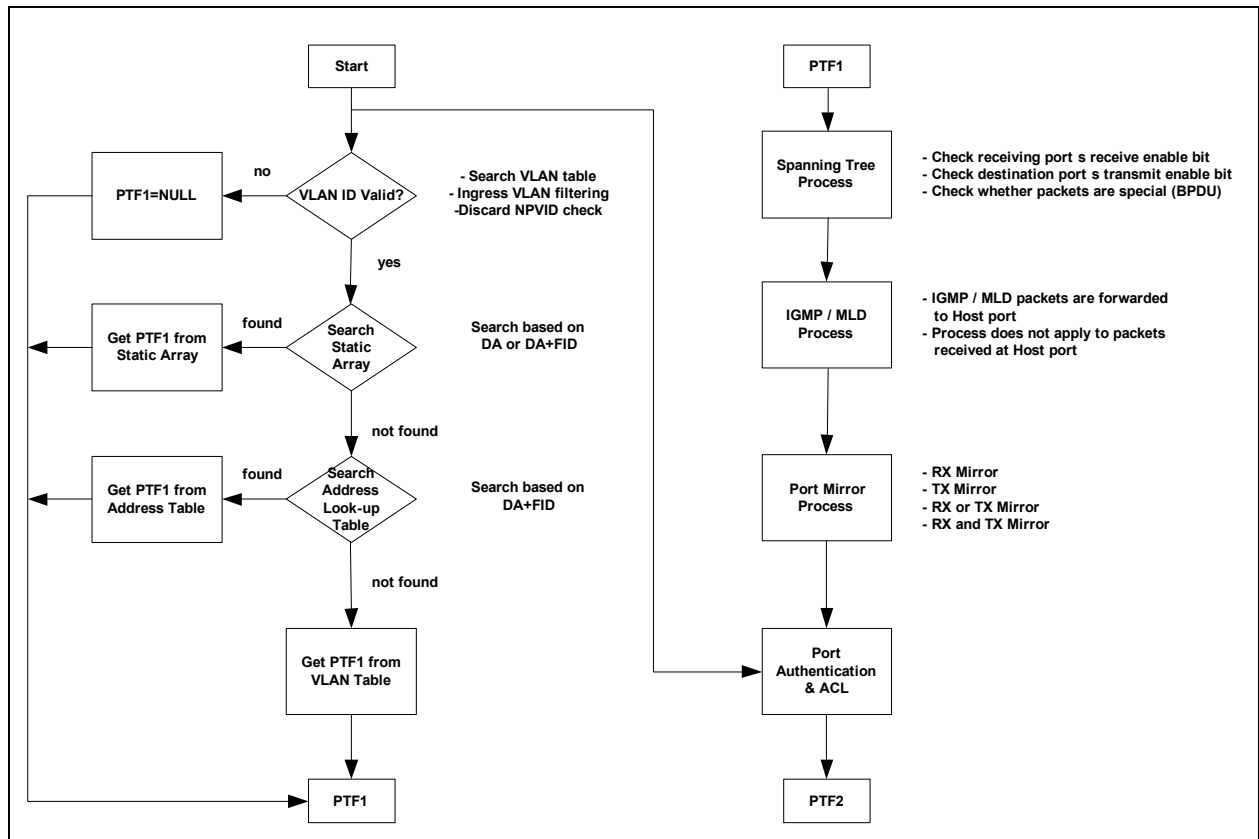 Start
no
VLAN ID Valid?
PTF1=NULL
- Search VLAN table
- Ingress VLAN filtering
-Discard NPVID check
yes
found
Search
Static
Array
Get PTF1 from
Static Array
Search based on
DA or DA+FID
not found
found
Search
Address
Look-up
Table
Get PTF1 from
Address Table
Search based on
DA+FID
not found
Get PTF1 from
VLAN Table
PTF1
PTF1
Spanning Tree
Process
- Check receiving port s receive enable bit
- Check destination port s transmit enable bit
- Check whether packets are special (BPDU)
IGMP / MLD
Process
- IGMP / MLD packets are forwarded
to Host port
- Process does not apply to packets
received at Host port
Port Mirror
Process
- RX Mirror
- TX Mirror
- RX or TX Mirror
- RX and TX Mirror
Port
Authentication
& ACL
PTF2